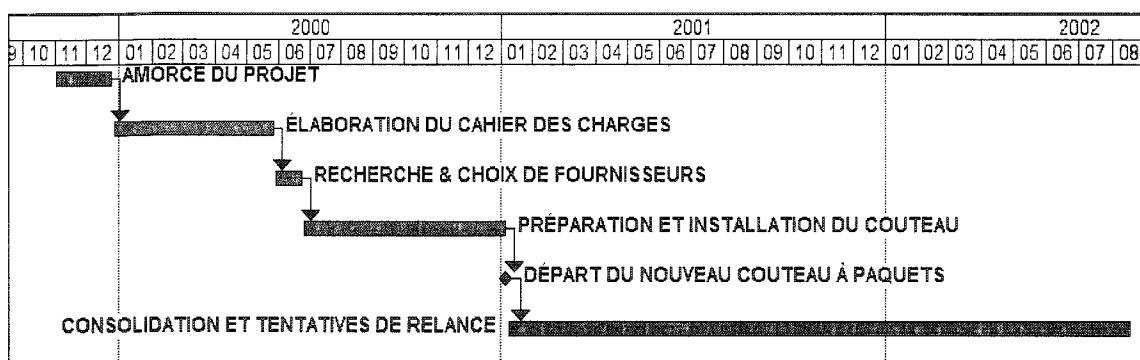 2000 2001 2002
9 10 11 12 01 02 03 04 05 06 07 08 09 10 11 12 01 02 03 04 05 06 07 08 09 10 11 12 01 02 03 04 05 06 07 08
AMORCE DU PROJET
ÉLABORATION DU CAHIER DES CHARGES
RECHERCHE & CHOIX DE FOURNISSEURS
PRÉPARATION ET INSTALLATION DU COUTEAU
DÉPART DU NOUVEAU COUTEAU À PAQUETS
CONSOLIDATION ET TENTATIVES DE RELANCE